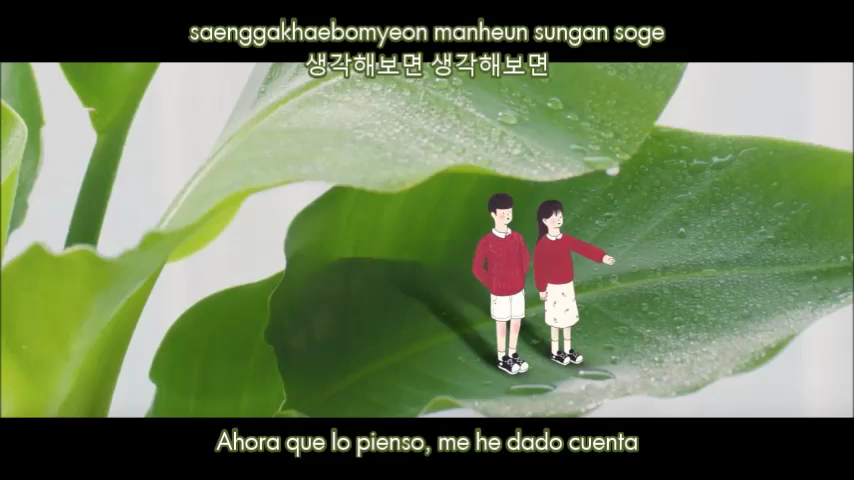 saenggakhaebomyeon manheun sungan soge
생각해보면 생각해보면
Ahora que lo pienso, me he dado cuenta